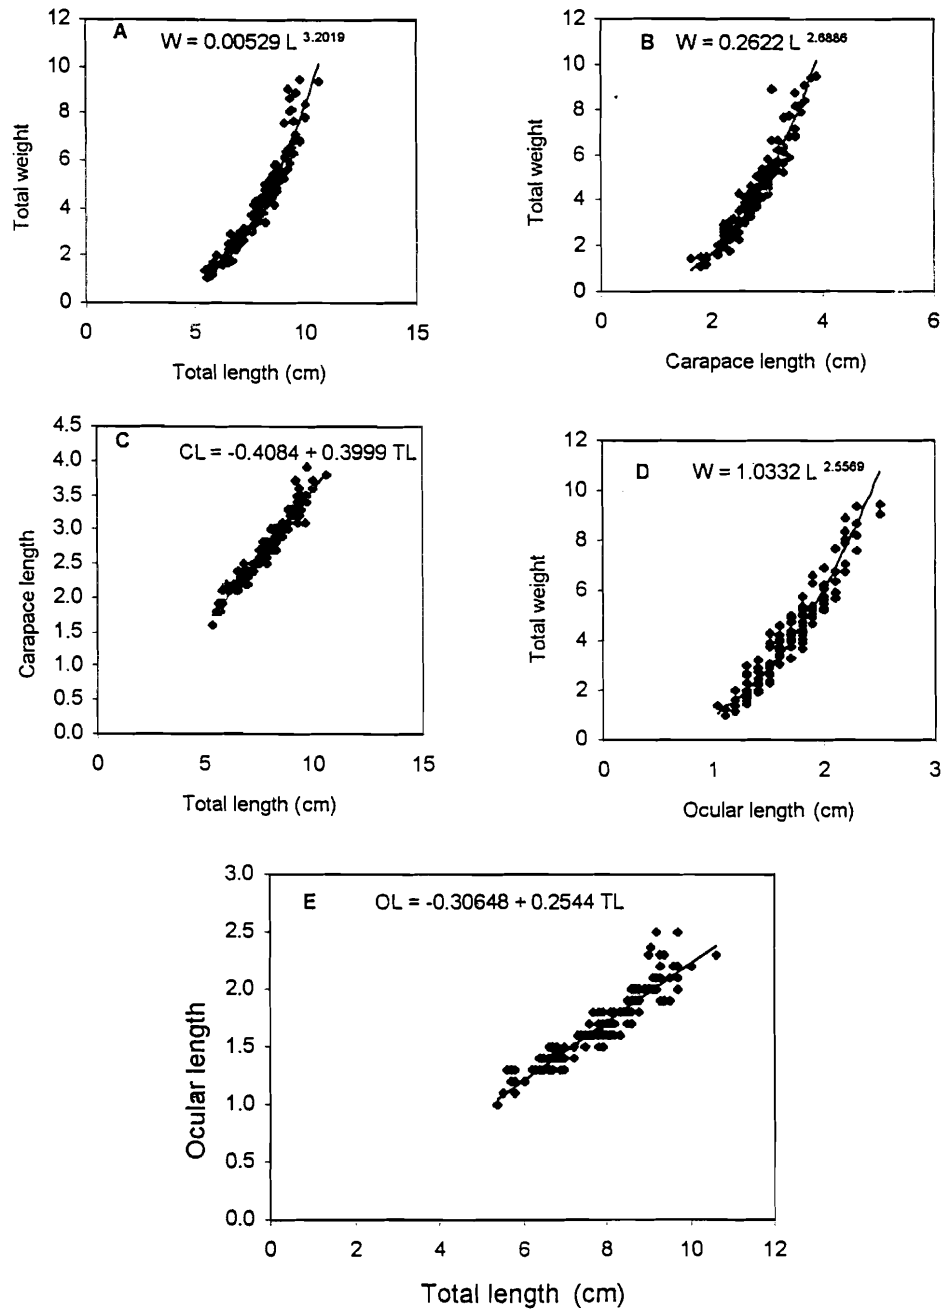 A
W = 0.00529 L 3.2019
12
10
8
6
4
2
0
Total weight
0 5 10 15
Total length (cm)
B
W = 0.2622 L 2.6886
12
10
8
6
4
2
0
Total weight
0 2 4 6
Carapace length (cm)
C
CL = -0.4084 + 0.3999 TL
4.5
4.0
3.5
3.0
2.5
2.0
1.5
1.0
0.5
0.0
Carapace length
0 5 10 15
Total length (cm)
D
W = 1.0332 L 2.5569
12
10
8
6
4
2
0
Total weight
0 1 2 3
Ocular length (cm)
E
OL = -0.30648 + 0.2544 TL
3.0
2.5
2.0
1.5
1.0
0.5
0.0
Ocular length
0 2 4 6 8 10 12
Total length (cm)